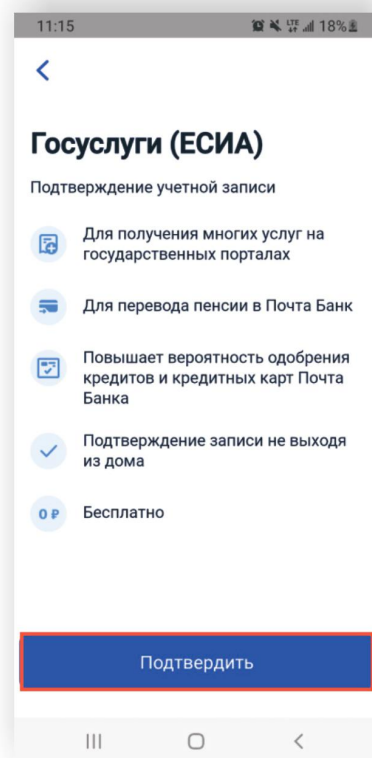 11:15
LTE
18%
Госуслуги (ЕСИА)
Подтверждение учетной записи
Для получения многих услуг на
государственных порталах
Для перевода пенсии в Почта Банк
Повышает вероятность одобрения
кредитов и кредитных карт Почта
Банка
Подтверждение записи не выходя
из дома
0 ₽ Бесплатно
Подтвердить